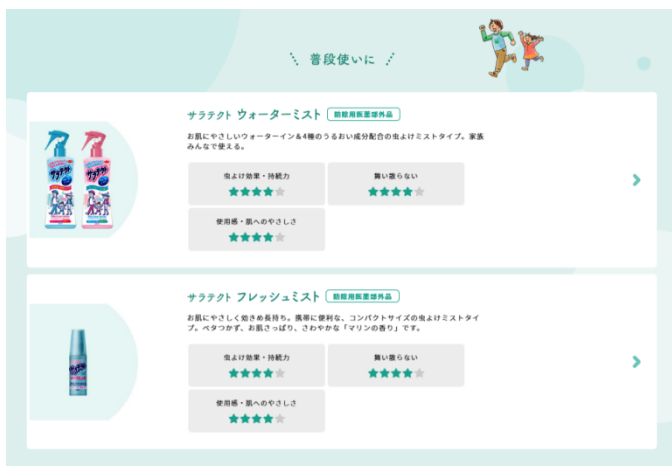 普段使いに
サラテクト ウォーターミスト 防除用医薬部外品
お肌にやさしいウォーターイン&4種のうるおい成分配合の虫よけミストタイプ。家族
みんなで使える。
虫よけ効果・持続力 舞い散らない
★★★★★ ★★★★★
使用感・肌へのやさしさ
★★★★★
サラテクト フレッシュミスト 防除用医薬部外品
お肌にやさしく効きめ長持ち。携帯に便利な、コンパクトサイズの虫よけミストタイ
プ。ベタつかず、お肌さっぱり、さわやかな「マリンの香り」です。
虫よけ効果・持続力 舞い散らない
★★★★★ ★★★★★
使用感・肌へのやさしさ
★★★★★